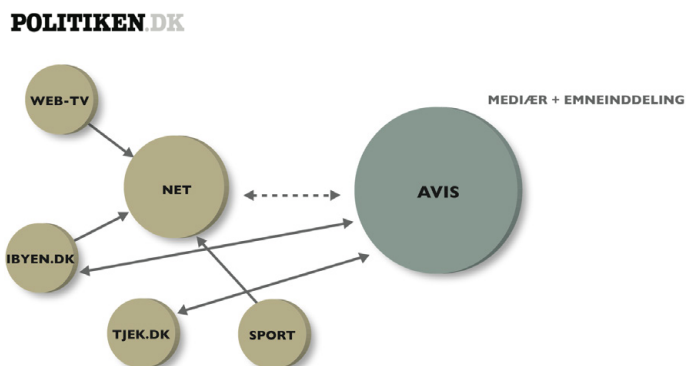 POLITIKEN.DK
WEB-TV
MEDIÆR + EMNEINDDELING
NET
AVIS
IBYEN.DK
TJEK.DK
SPORT